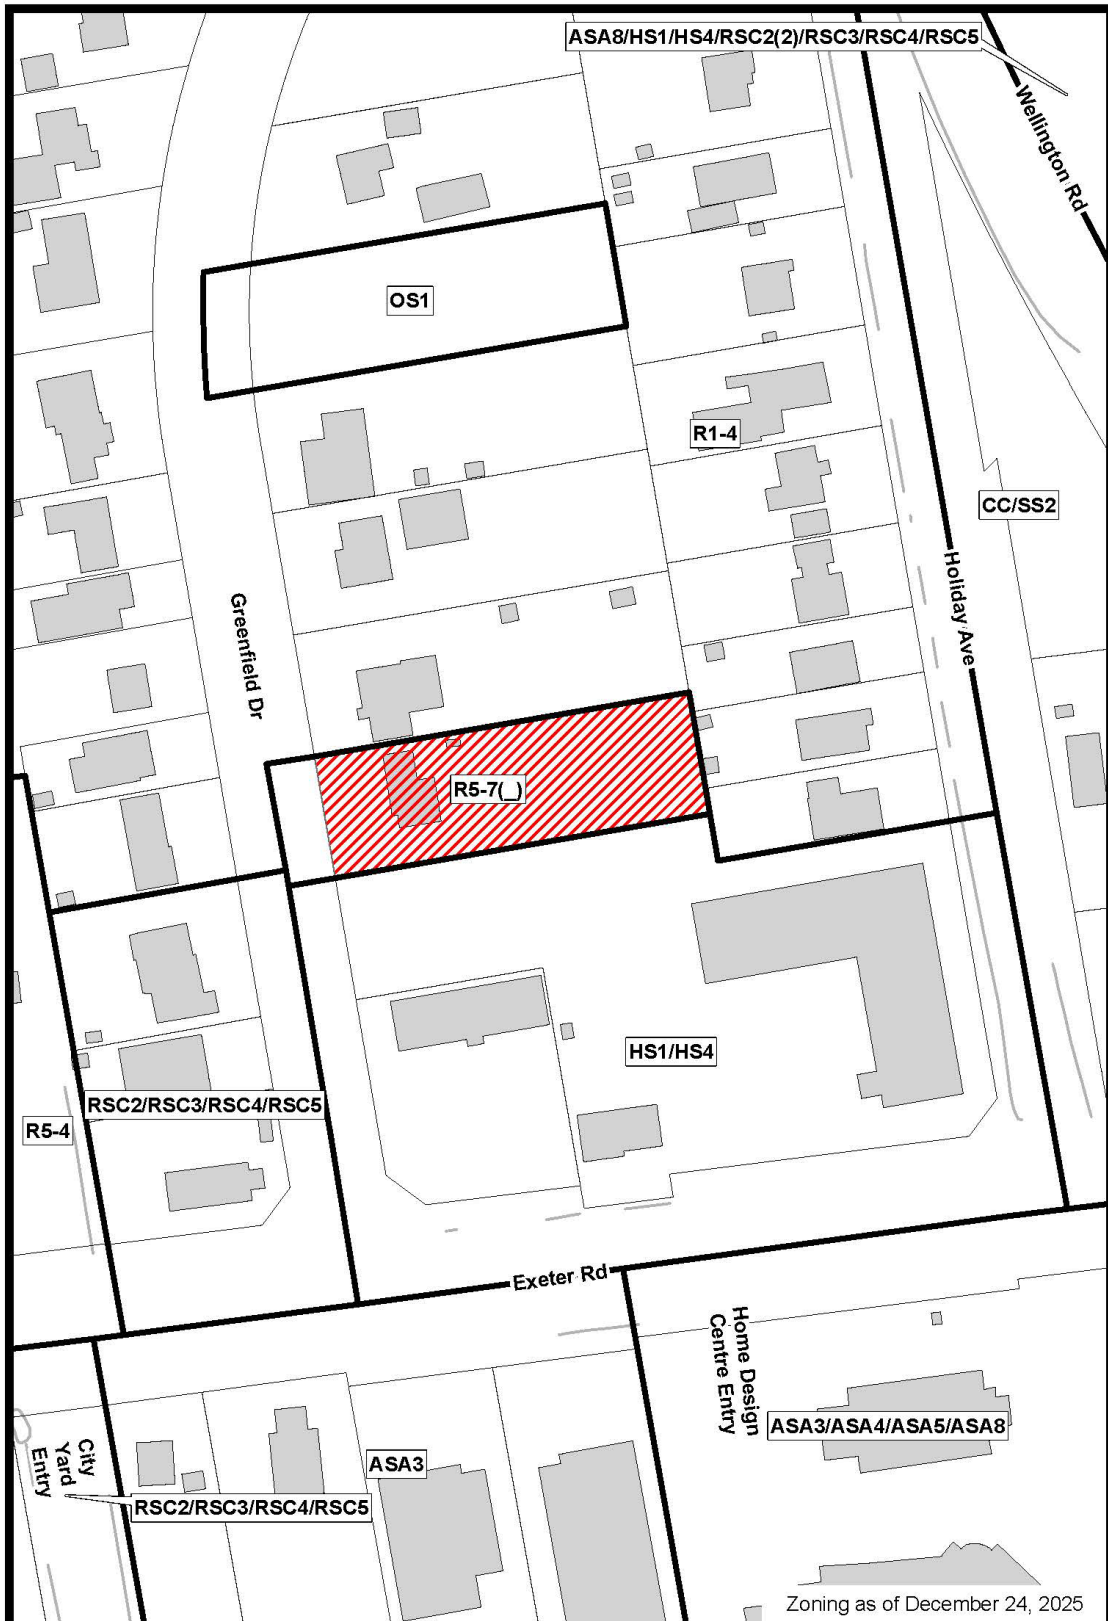 ASA8/HS1/HS4/RSC2(2)/RSC3/RSC4/RSC5
Wellington Rd
OS1
R1-4
CC/SS2
Holiday Ave
Greenfield Dr
R5-7(_)
HS1/HS4
RSC2/RSC3/RSC4/RSC5
R5-4
Exeter Rd
Home Design
Centre Entry
ASA3/ASA4/ASA5/ASA8
City
Yard
Entry
ASA3
RSC2/RSC3/RSC4/RSC5
Zoning as of December 24, 2025